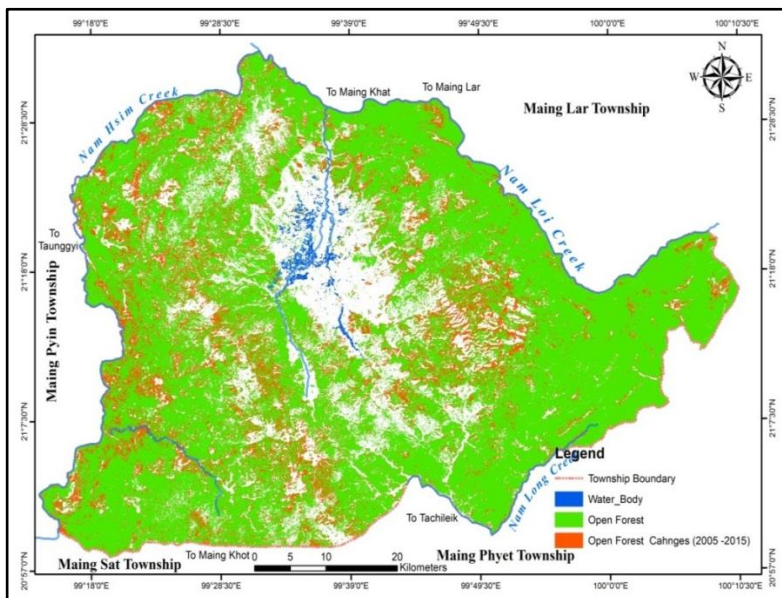 99°18'0"E
99°28'30"E
99°39'0"E
99°49'30"E
100°0'0"E
100°10'30"E
N
W
E
S
To Maing Khat
To Maing Lar
Maing Lar Township
Nam Hsim Creek
21°28'30"N
21°28'30"N
Nam Loi Creek
To
Taunggyi
21°18'0"N
21°18'0"N
Maing Pyin Township
21°7'30"N
21°7'30"N
Legend
Township Boundary
Water_Body
Open Forest
Open Forest Cahnges (2005 -2015)
Nam Long Creek
To Tachileik
To Maing Khot
Maing Sat Township
Maing Phyet Township
0 5 10 20
Kilometers
20°57'0"N
20°57'0"N
99°18'0"E
99°28'30"E
99°39'0"E
99°49'30"E
100°0'0"E
100°10'30"E